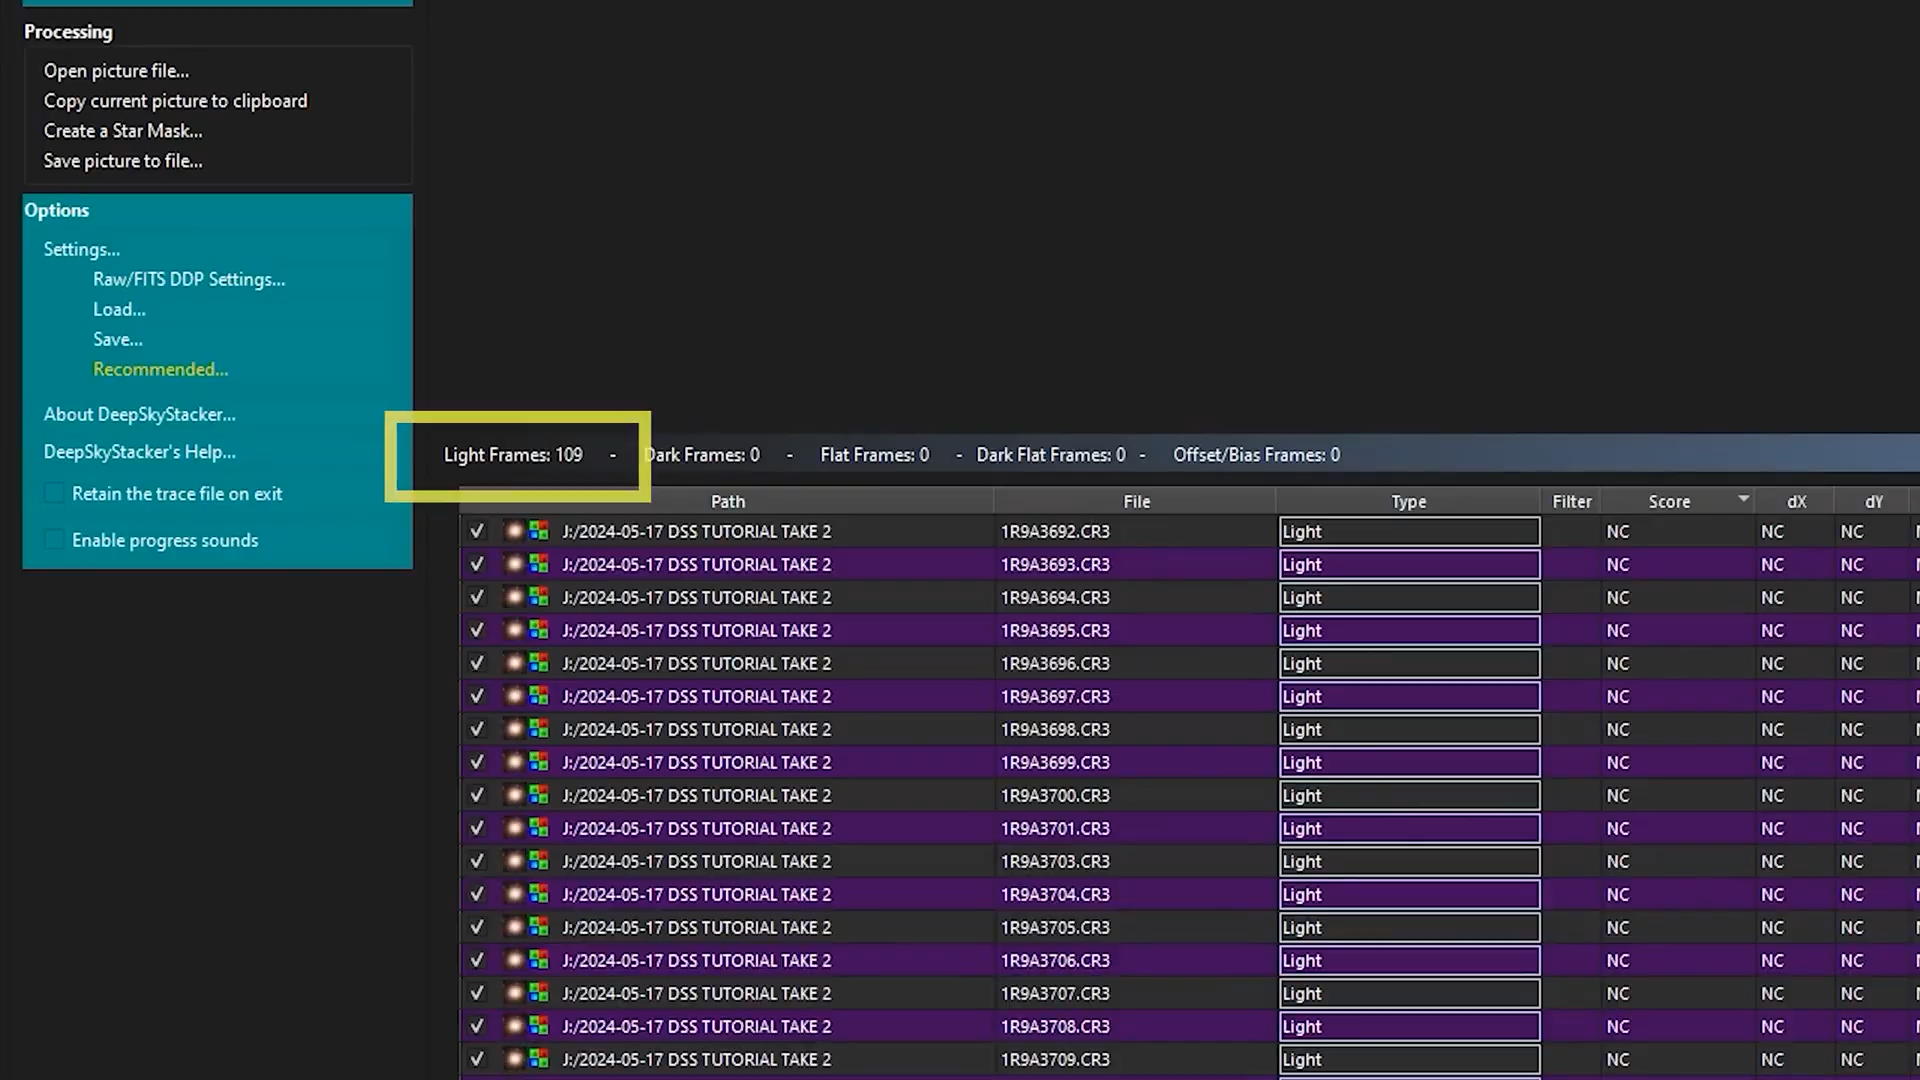 Processing
Open picture file...
Copy current picture to clipboard
Create a Star Mask...
Save picture to file...
Options
Settings...
Raw/FITS DDP Settings...
Load...
Save...
Recommended...
About DeepSkyStacker...
DeepSkyStacker's Help...
Retain the trace file on exit
Enable progress sounds
Light Frames: 109 - Dark Frames: 0 - Flat Frames: 0 - Dark Flat Frames: 0 - Offset/Bias Frames: 0
Path File Type Filter Score dX dY
J:/2024-05-17 DSS TUTORIAL TAKE 2 1R9A3692.CR3 Light NC NC NC
J:/2024-05-17 DSS TUTORIAL TAKE 2 1R9A3693.CR3 Light NC NC NC
J:/2024-05-17 DSS TUTORIAL TAKE 2 1R9A3694.CR3 Light NC NC NC
J:/2024-05-17 DSS TUTORIAL TAKE 2 1R9A3695.CR3 Light NC NC NC
J:/2024-05-17 DSS TUTORIAL TAKE 2 1R9A3696.CR3 Light NC NC NC
J:/2024-05-17 DSS TUTORIAL TAKE 2 1R9A3697.CR3 Light NC NC NC
J:/2024-05-17 DSS TUTORIAL TAKE 2 1R9A3698.CR3 Light NC NC NC
J:/2024-05-17 DSS TUTORIAL TAKE 2 1R9A3699.CR3 Light NC NC NC
J:/2024-05-17 DSS TUTORIAL TAKE 2 1R9A3700.CR3 Light NC NC NC
J:/2024-05-17 DSS TUTORIAL TAKE 2 1R9A3701.CR3 Light NC NC NC
J:/2024-05-17 DSS TUTORIAL TAKE 2 1R9A3703.CR3 Light NC NC NC
J:/2024-05-17 DSS TUTORIAL TAKE 2 1R9A3704.CR3 Light NC NC NC
J:/2024-05-17 DSS TUTORIAL TAKE 2 1R9A3705.CR3 Light NC NC NC
J:/2024-05-17 DSS TUTORIAL TAKE 2 1R9A3706.CR3 Light NC NC NC
J:/2024-05-17 DSS TUTORIAL TAKE 2 1R9A3707.CR3 Light NC NC NC
J:/2024-05-17 DSS TUTORIAL TAKE 2 1R9A3708.CR3 Light NC NC NC
J:/2024-05-17 DSS TUTORIAL TAKE 2 1R9A3709.CR3 Light NC NC NC